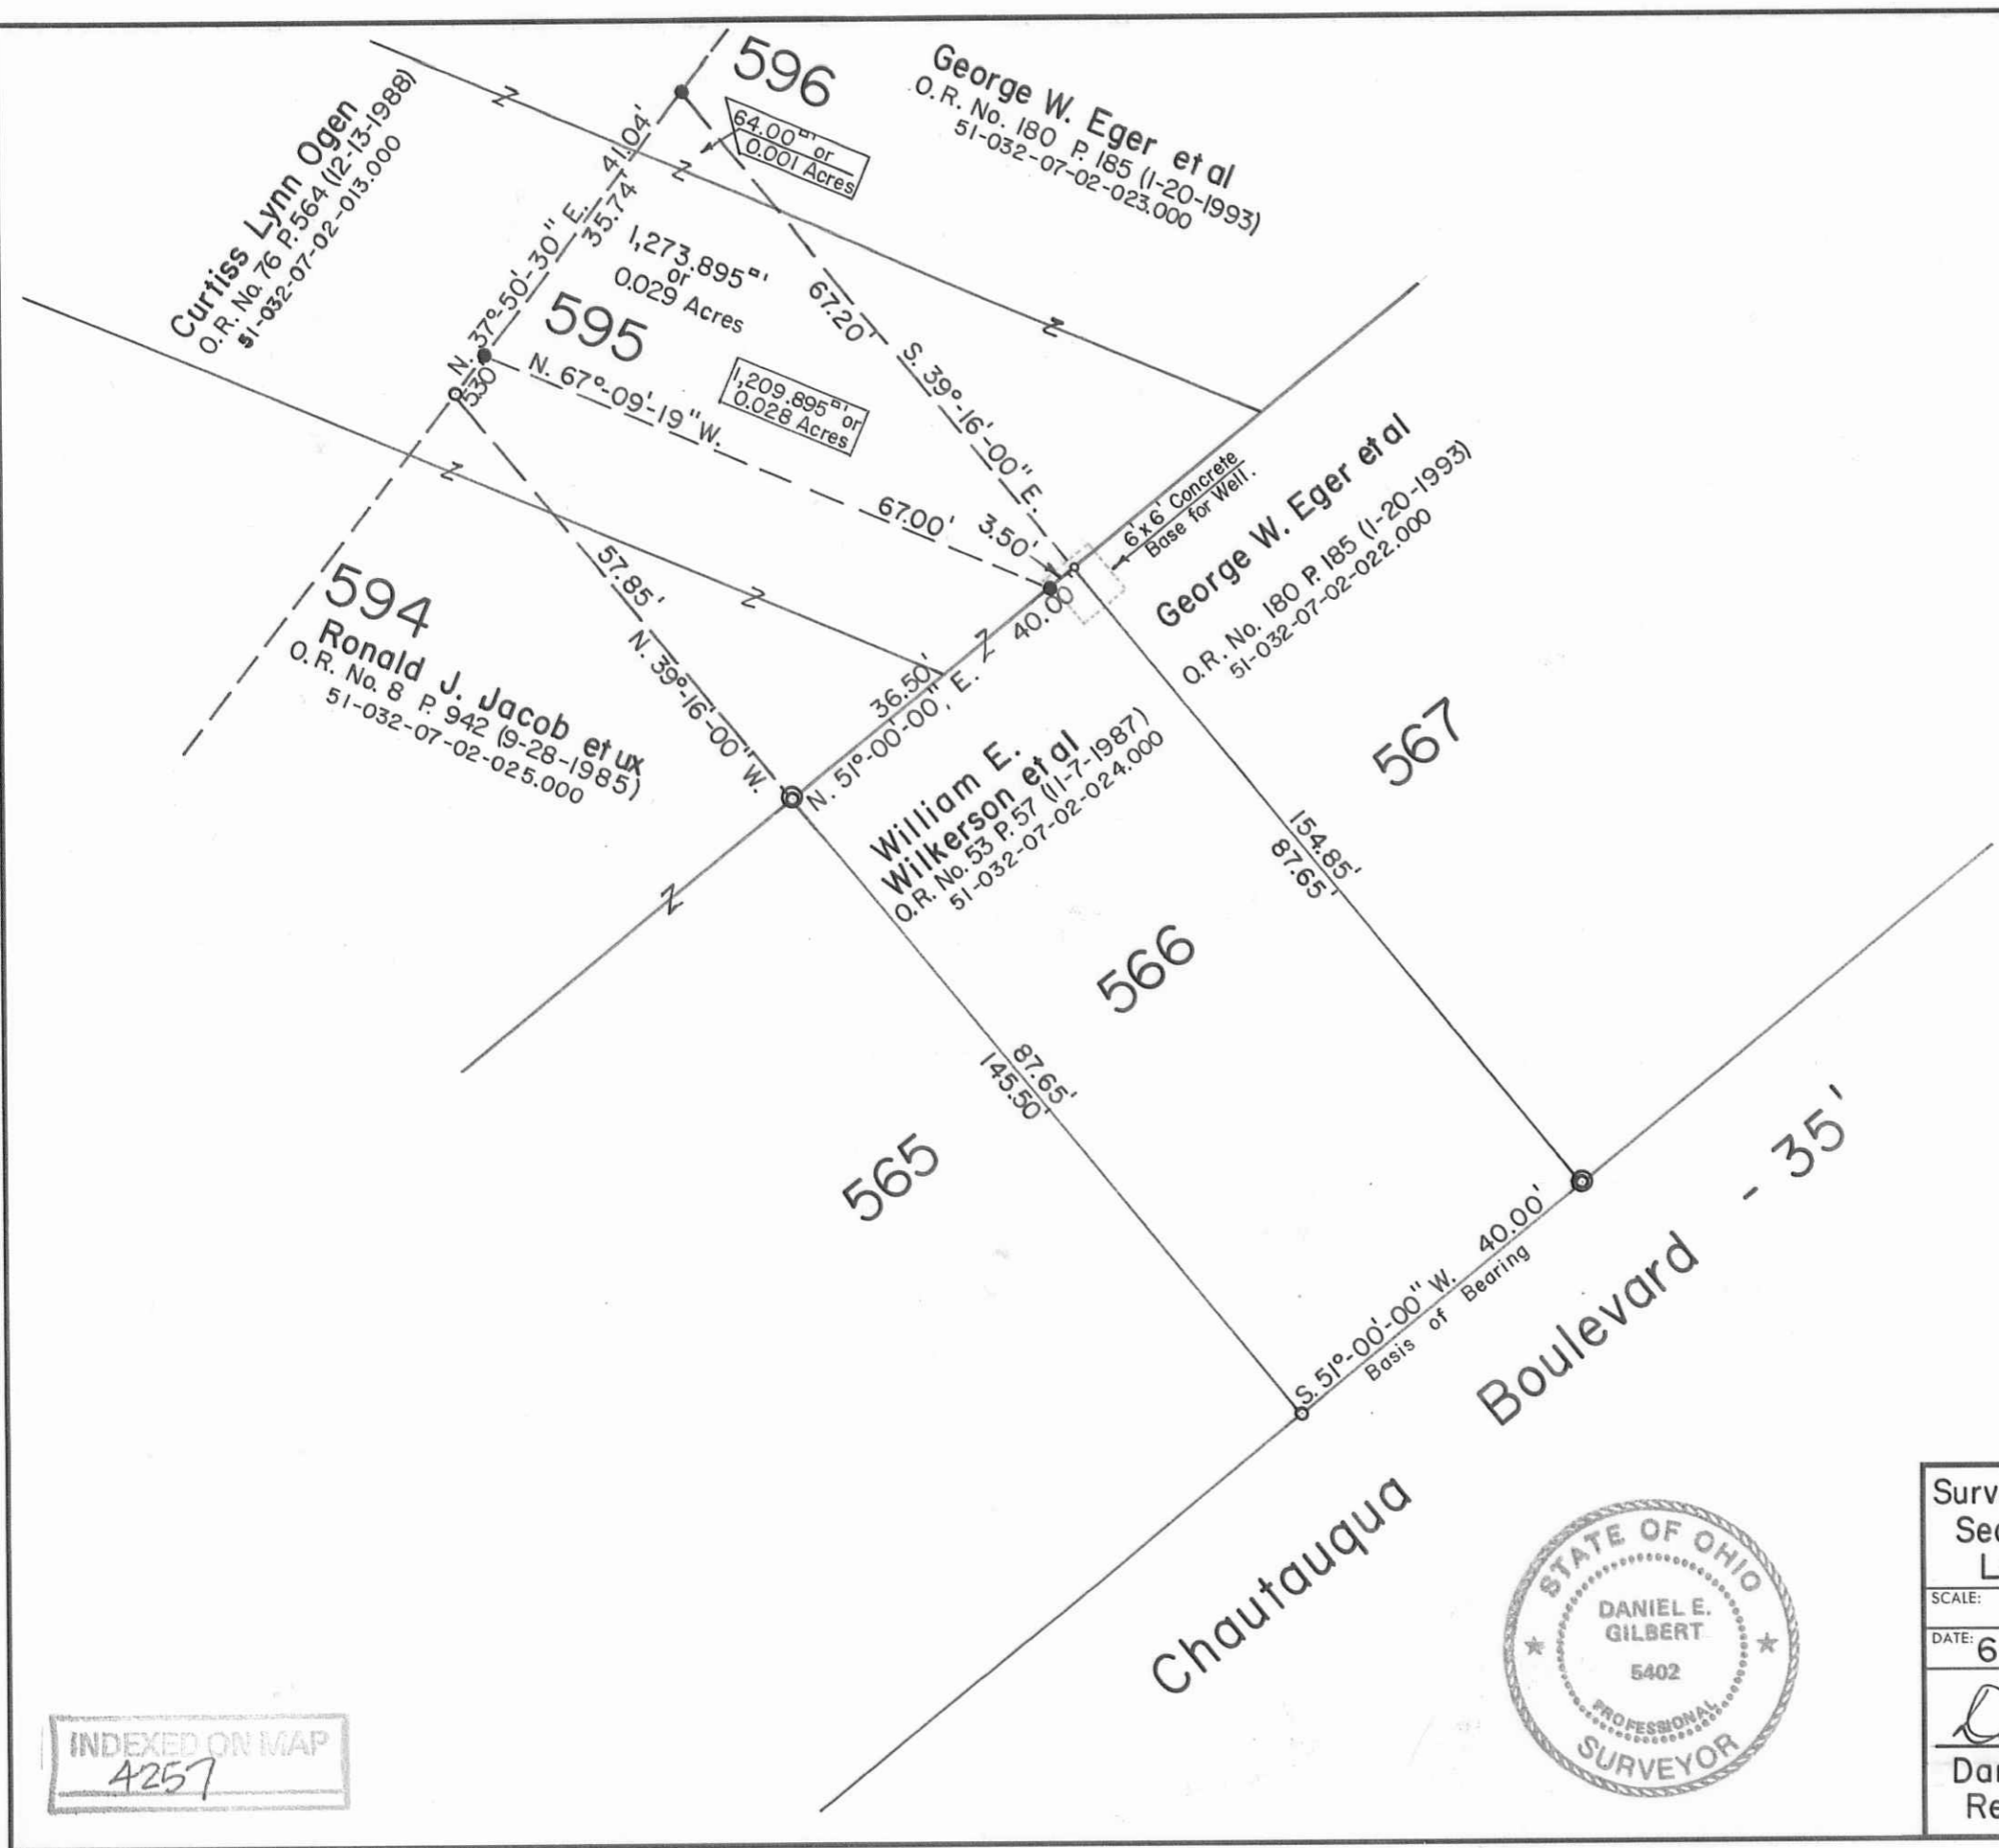 596
64.00□' or
0.001 Acres
George W. Eger et al
O.R. No. 180 P. 185 (1-20-1993)
51-032-07-02-023.000
Curtiss Lynn Ogen
O.R. No. 76 P. 564 (12-13-1988)
51-032-07-02-013.000
N. 37°-50'-30" E. 41.04'
35.74'
5.30'
1,273.895□'
or
0.029 Acres
595
67.20'
S. 39°-16'-00" E.
N. 67°-09'-19" W.
67.00'
1,209.895□' or
0.028 Acres
3.50'
6'x6' Concrete
Base for Well.
George W. Eger et al
O.R. No. 180 P. 185 (1-20-1993)
51-032-07-02-022.000
594
Ronald J. Jacob et ux
O.R. No. 8 P. 942 (9-28-1985)
51-032-07-02-025.000
57.85'
N. 39°-16'-00" W.
36.50'
N. 51°-00'-00" E. 40.00'
William E.
Wilkerson et al
O.R. No. 53 P. 57 (11-7-1987)
51-032-07-02-024.000
567
154.85'
87.65'
566
87.65'
145.50'
565
S. 51°-00'-00" W. 40.00'
Basis of Bearing
Chautauqua Boulevard - 35'
STATE OF OHIO
DANIEL E.
GILBERT
5402
PROFESSIONAL
SURVEYOR
INDEXED ON MAP
4257
Surv
Sec
L
SCALE:
DATE: 6
Dan
Re